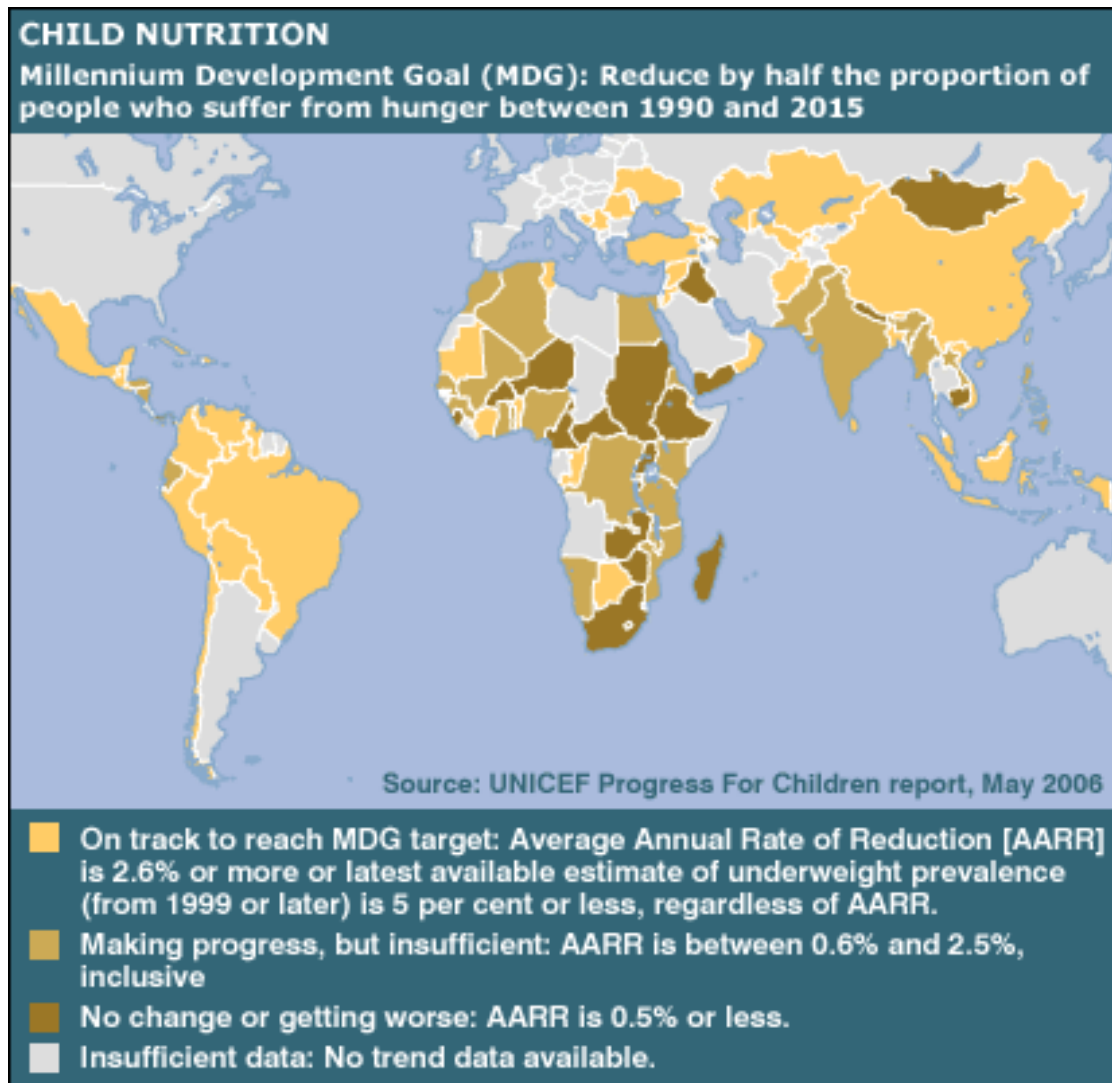 CHILD NUTRITION
Millennium Development Goal (MDG): Reduce by half the proportion of
people who suffer from hunger between 1990 and 2015
Source: UNICEF Progress For Children report, May 2006
On track to reach MDG target: Average Annual Rate of Reduction [AARR]
is 2.6% or more or latest available estimate of underweight prevalence
(from 1999 or later) is 5 per cent or less, regardless of AARR.
Making progress, but insufficient: AARR is between 0.6% and 2.5%,
inclusive
No change or getting worse: AARR is 0.5% or less.
Insufficient data: No trend data available.